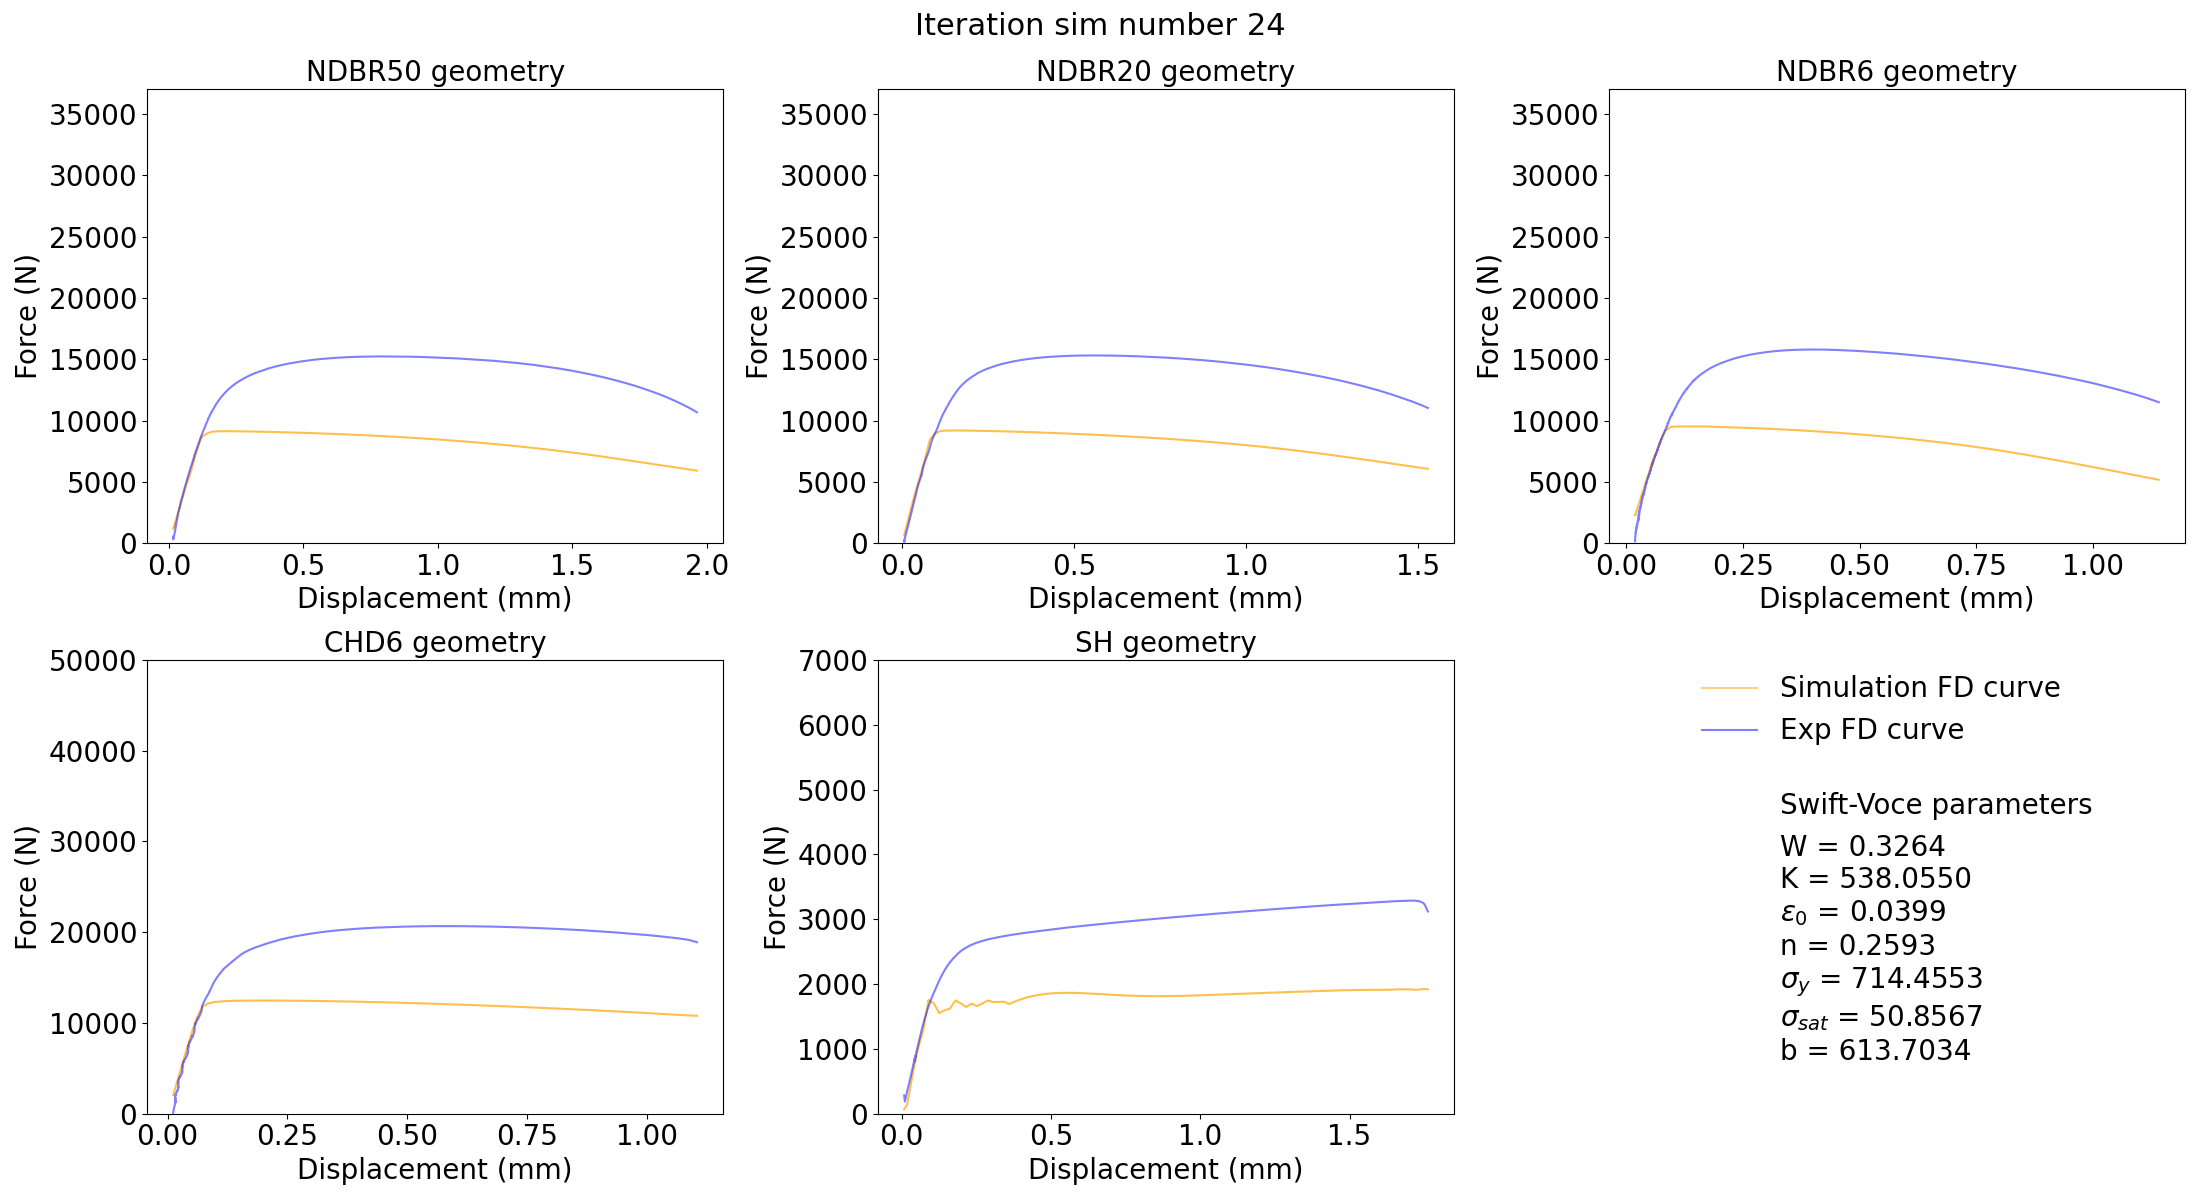 Iteration sim number 24
NDBR50 geometry
35000
30000
25000
20000
15000
10000
5000
0
Force (N)
0.0 0.5 1.0 1.5 2.0
Displacement (mm)
NDBR20 geometry
35000
30000
25000
20000
15000
10000
5000
0
Force (N)
0.0 0.5 1.0 1.5
Displacement (mm)
NDBR6 geometry
35000
30000
25000
20000
15000
10000
5000
0
Force (N)
0.00 0.25 0.50 0.75 1.00
Displacement (mm)
CHD6 geometry
50000
40000
30000
20000
10000
0
Force (N)
0.00 0.25 0.50 0.75 1.00
Displacement (mm)
SH geometry
7000
6000
5000
4000
3000
2000
1000
0
Force (N)
0.0 0.5 1.0 1.5
Displacement (mm)
Simulation FD curve
Exp FD curve
Swift-Voce parameters
W = 0.3264
K = 538.0550
ε₀ = 0.0399
n = 0.2593
σ_y = 714.4553
σ_sat = 50.8567
b = 613.7034